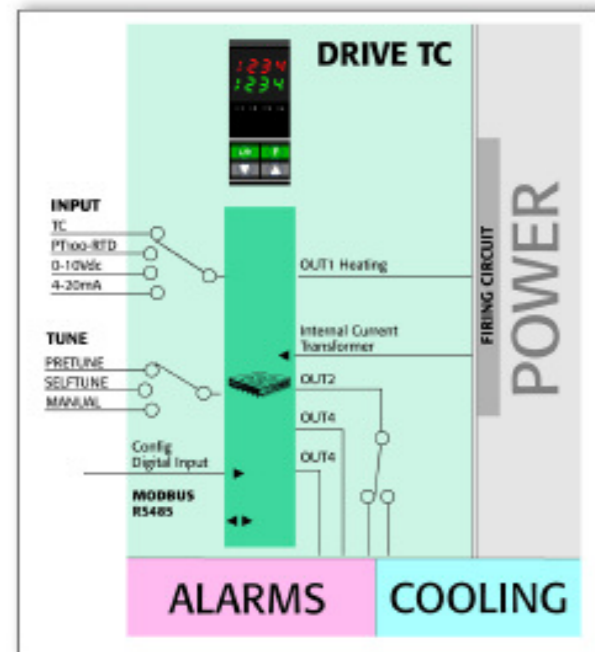 DRIVE TC
1234
1234
INPUT
TC
PT100-RTD
0-10Vdc
4-20mA
OUT1 Heating
FIRING CIRCUIT
POWER
TUNE
PRETUNE
SELFTUNE
MANUAL
Internal Current
Transformer
OUT2
OUT4
OUT4
Config
Digital Input
MODBUS
RS485
ALARMS
COOLING